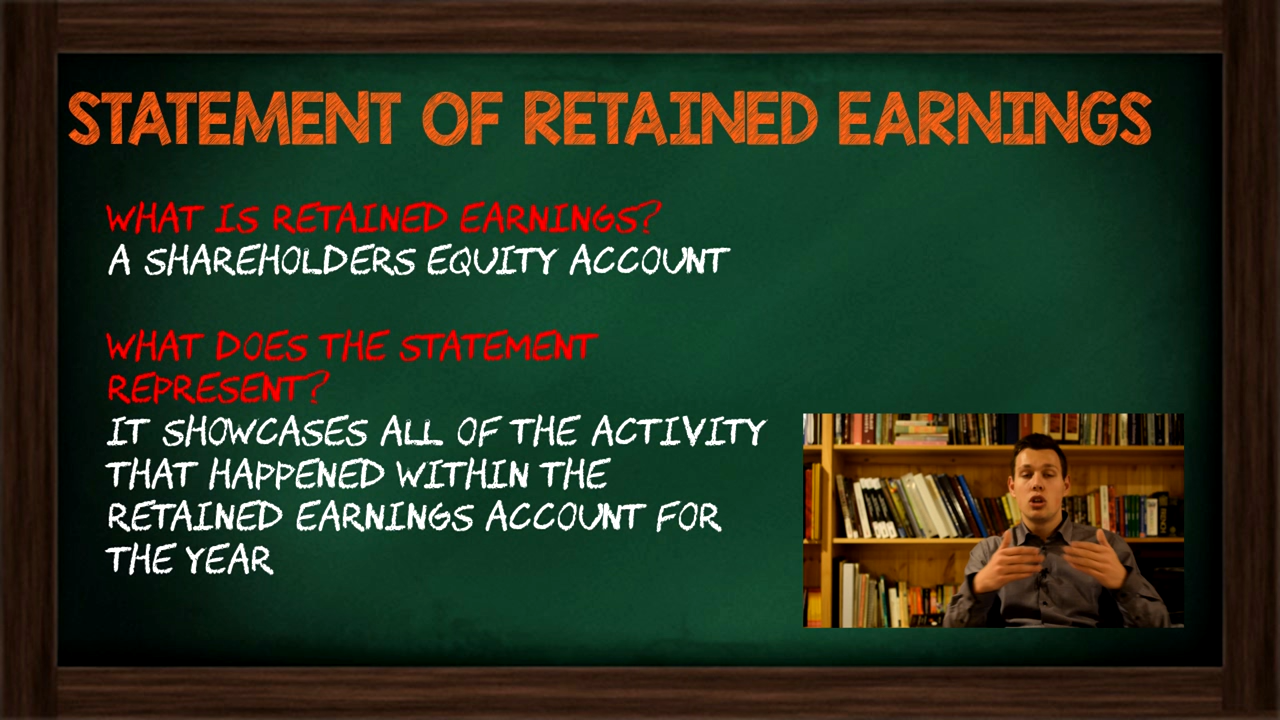 STATEMENT OF RETAINED EARNINGS
WHAT IS RETAINED EARNINGS?
A SHAREHOLDERS EQUITY ACCOUNT
WHAT DOES THE STATEMENT
REPRESENT?
IT SHOWCASES ALL OF THE ACTIVITY
THAT HAPPENED WITHIN THE
RETAINED EARNINGS ACCOUNT FOR
THE YEAR